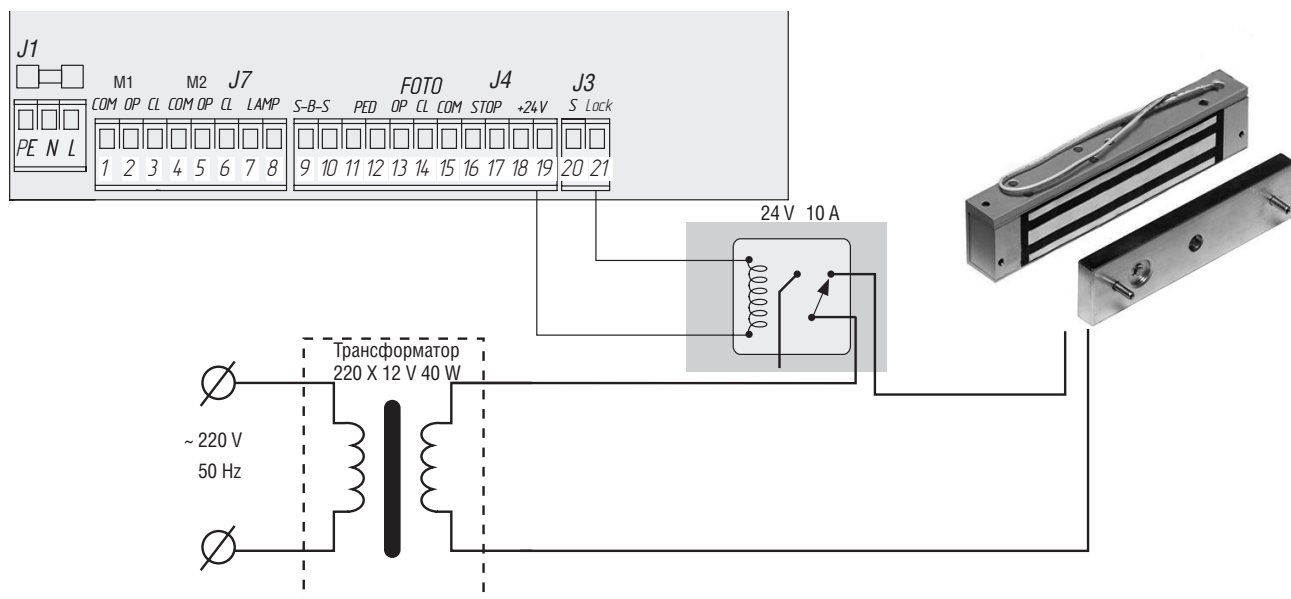 J1
M1 M2 J7 FOTO J4 J3
COM OP CL COM OP CL LAMP S-B-S PED OP CL COM STOP +24V S Lock
PE N L
1 2 3 4 5 6 7 8 9 10 11 12 13 14 15 16 17 18 19 20 21
24 V 10 A
Трансформатор
220 X 12 V 40 W
~ 220 V
50 Hz